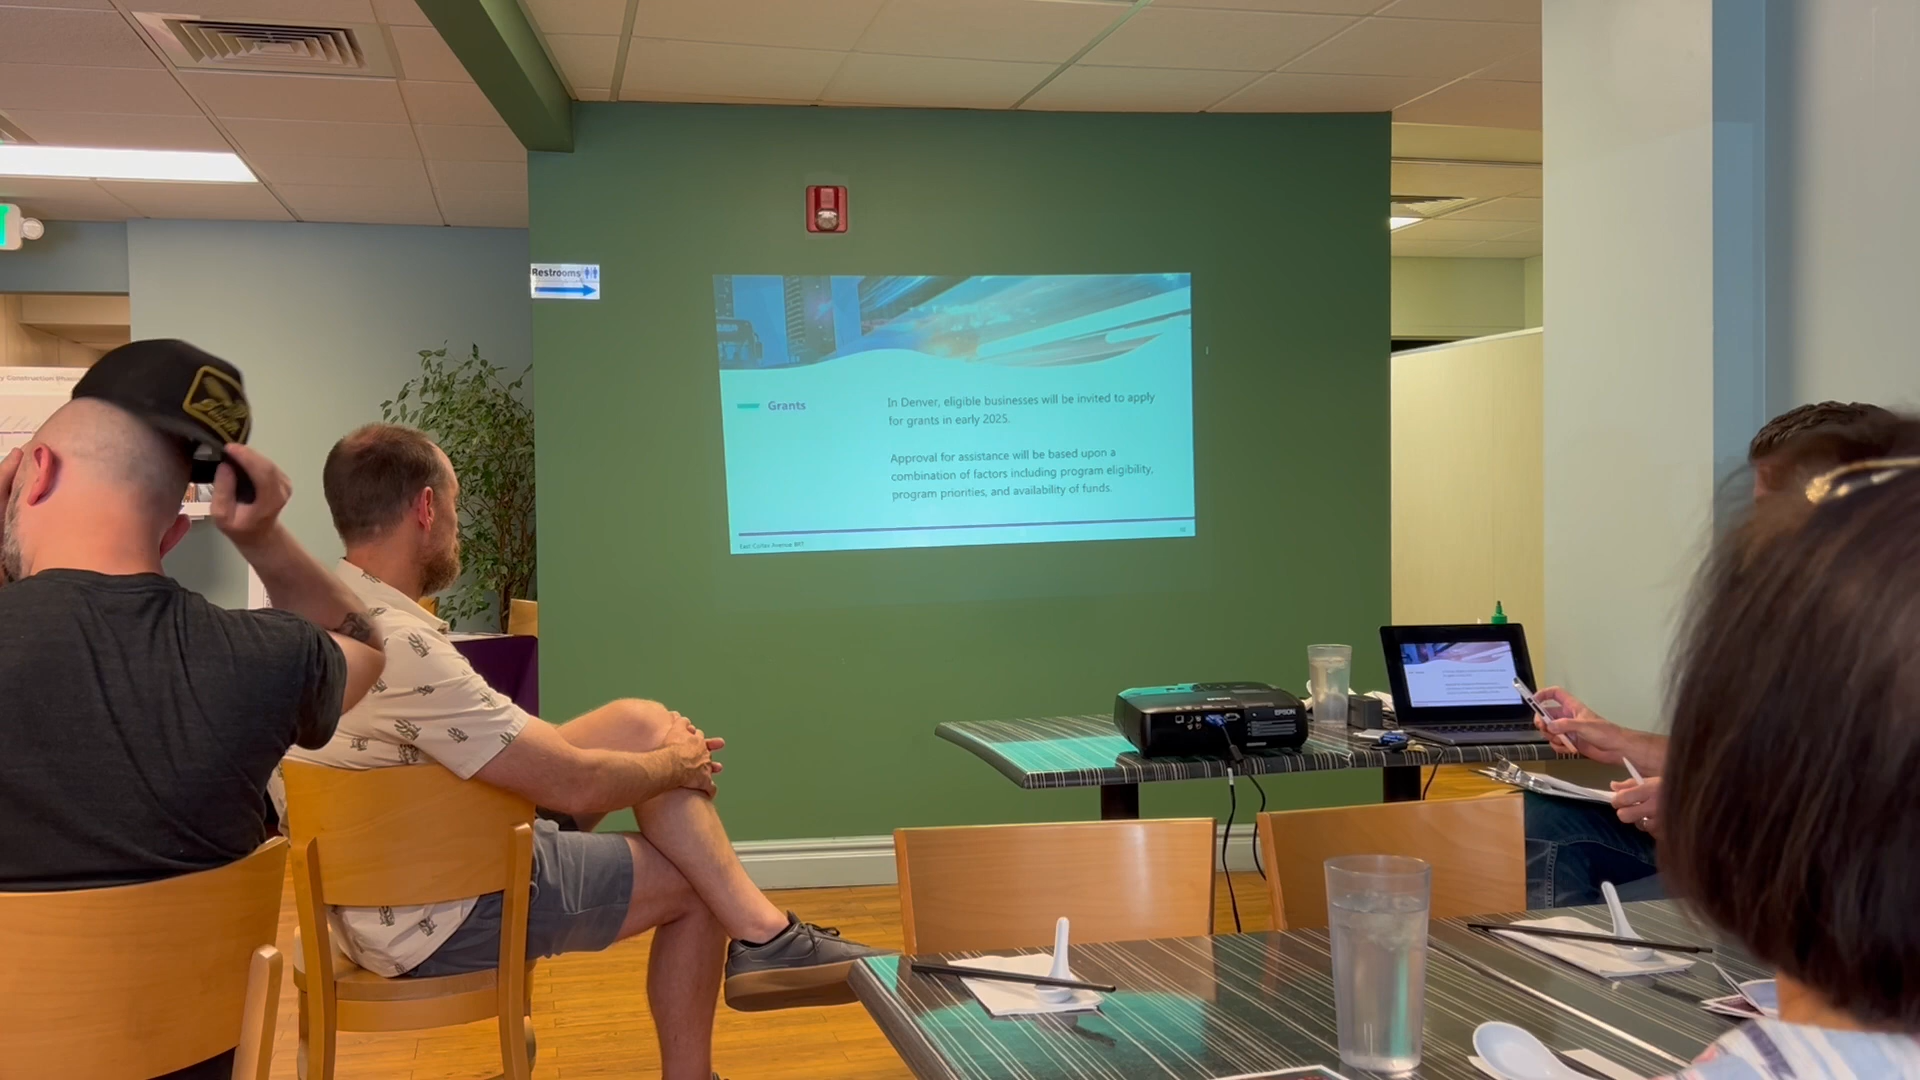 Restrooms
Grants
In Denver, eligible businesses will be invited to apply
for grants in early 2025.
Approval for assistance will be based upon a
combination of factors including program eligibility,
program priorities, and availability of funds.
East Colfax Avenue BRT
y Construction Phas
EPSON